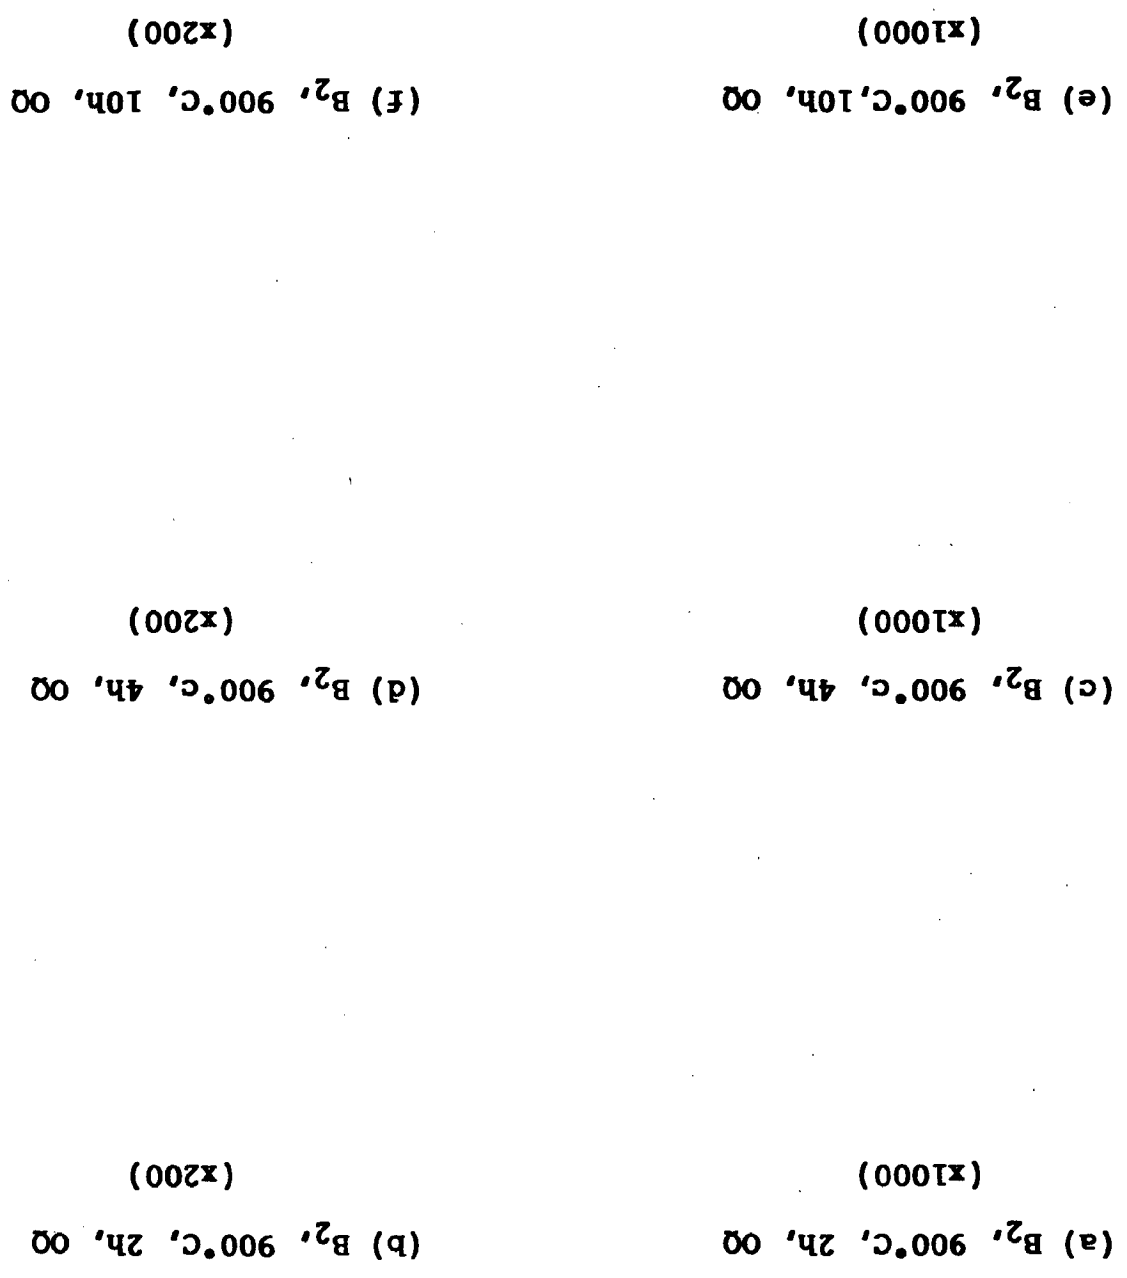 (a) B₂, 900°C, 2h, OQ
(x1000)
(b) B₂, 900°C, 2h, OQ
(x200)
(c) B₂, 900°c, 4h, OQ
(x1000)
(d) B₂, 900°c, 4h, OQ
(x200)
(e) B₂, 900°C,10h, OQ
(x1000)
(f) B₂, 900°C, 10h, OQ
(x200)